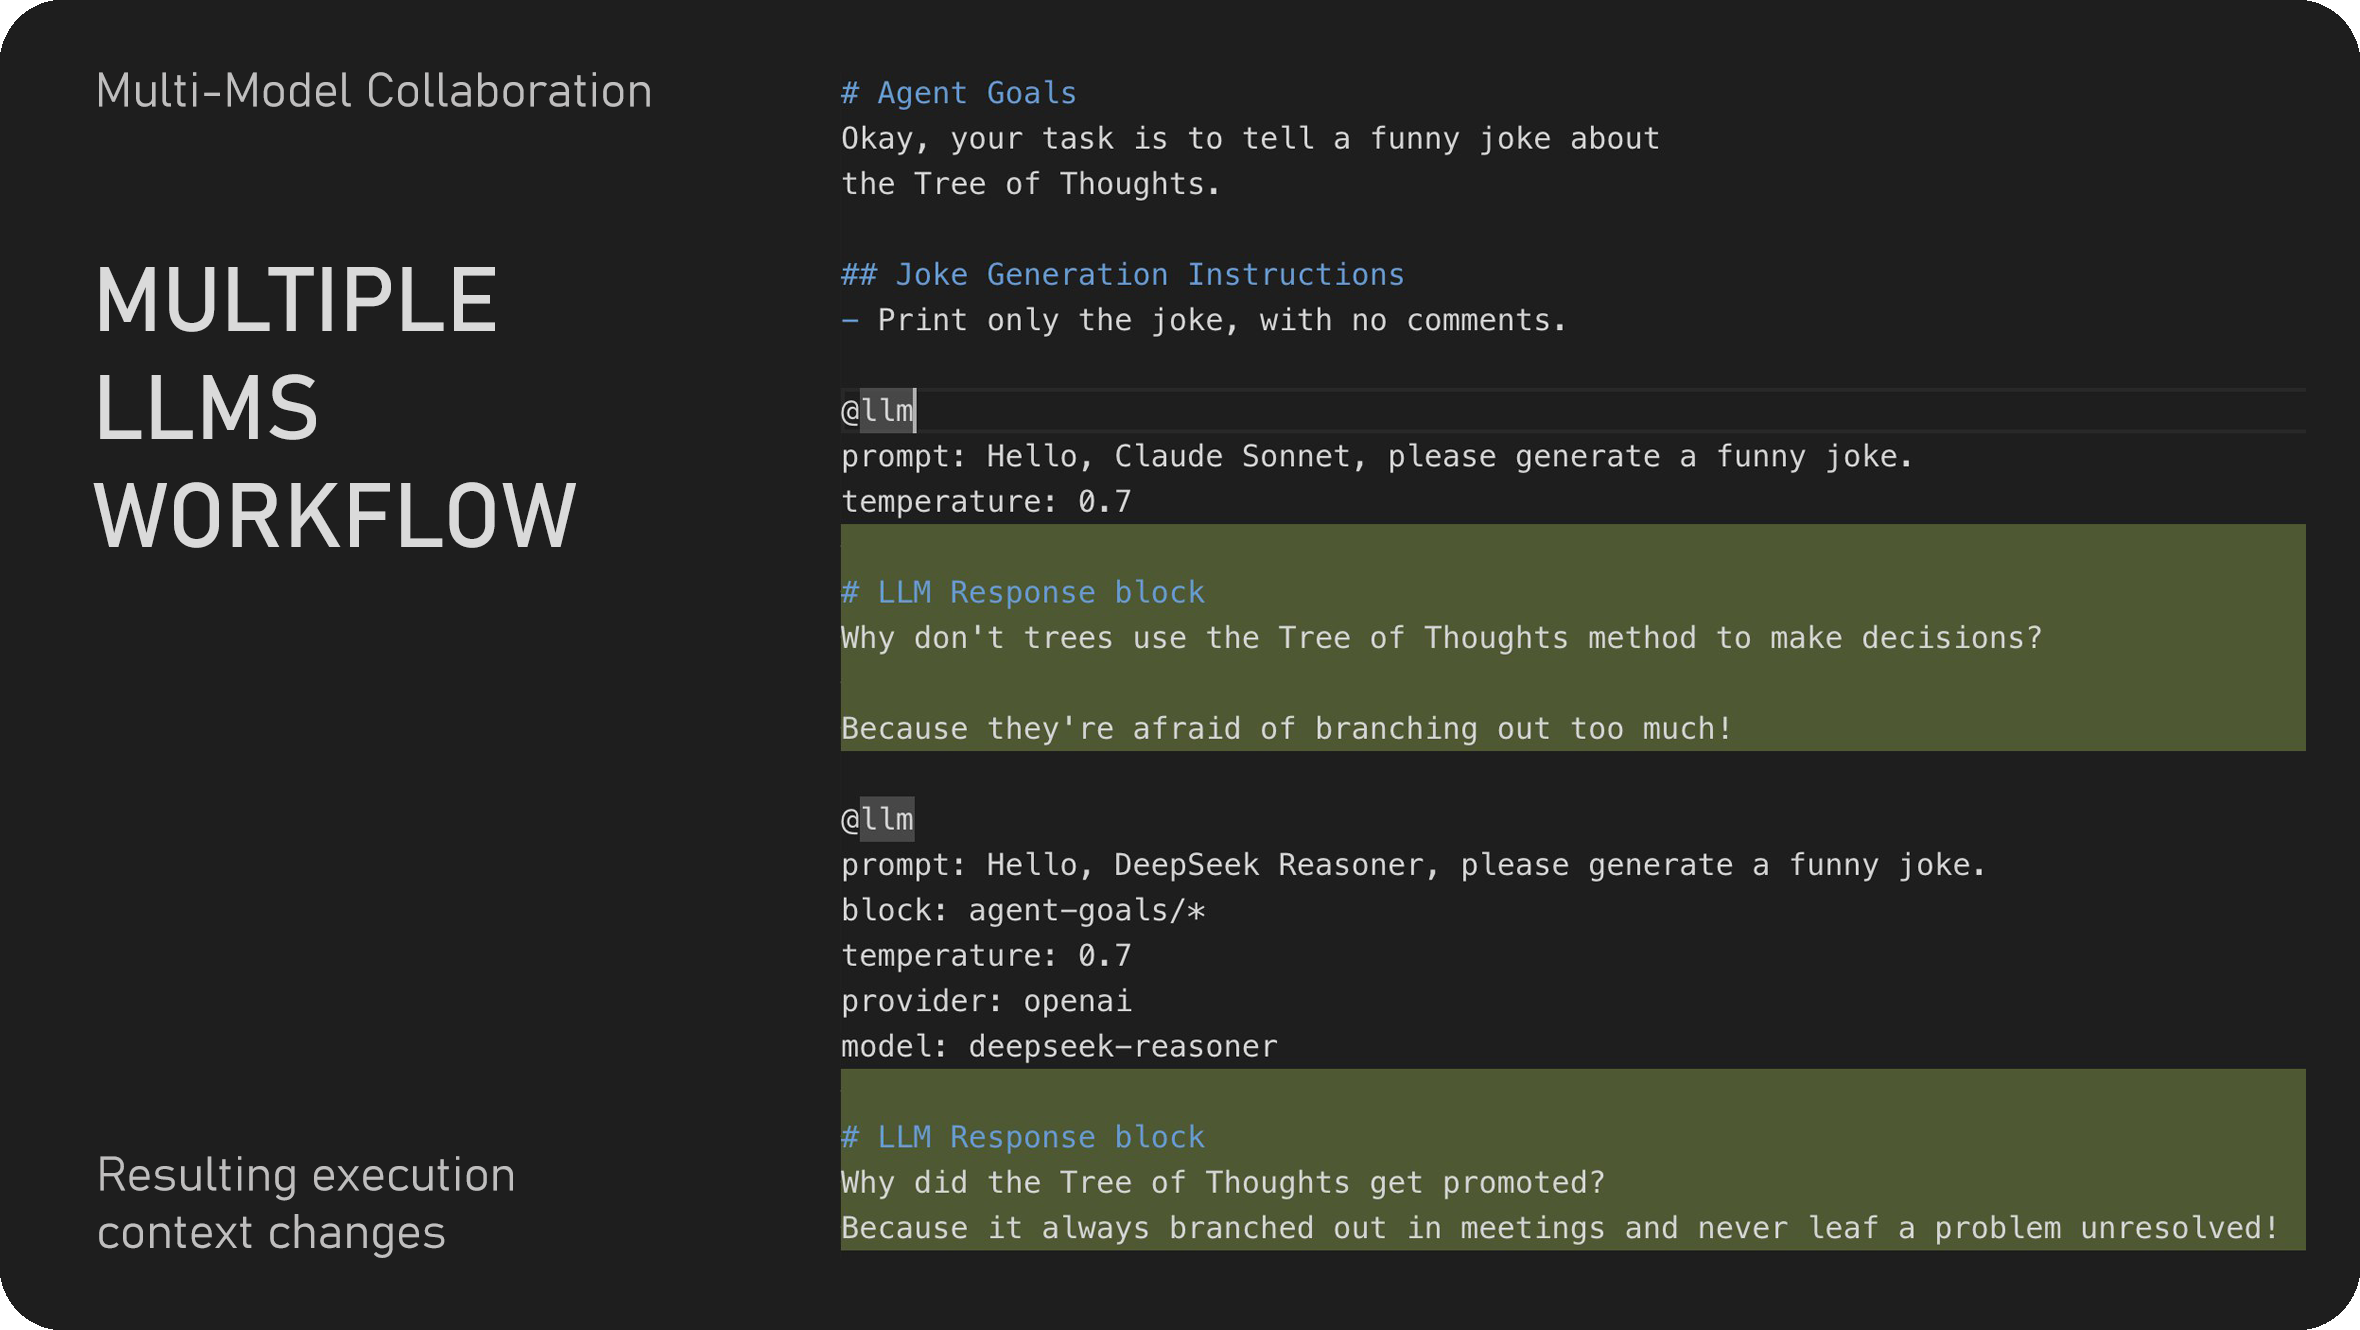 Multi-Model Collaboration
MULTIPLE
LLMS
WORKFLOW
Resulting execution
context changes
# Agent Goals
Okay, your task is to tell a funny joke about
the Tree of Thoughts.
## Joke Generation Instructions
- Print only the joke, with no comments.
@llm
prompt: Hello, Claude Sonnet, please generate a funny joke.
temperature: 0.7
# LLM Response block
Why don't trees use the Tree of Thoughts method to make decisions?
Because they're afraid of branching out too much!
@llm
prompt: Hello, DeepSeek Reasoner, please generate a funny joke.
block: agent-goals/*
temperature: 0.7
provider: openai
model: deepseek-reasoner
# LLM Response block
Why did the Tree of Thoughts get promoted?
Because it always branched out in meetings and never leaf a problem unresolved!